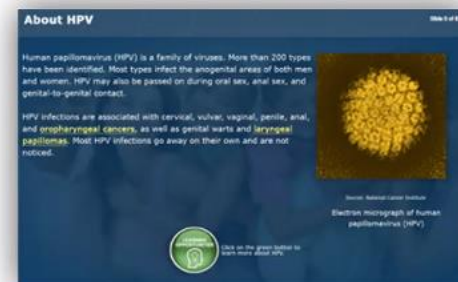 About HPV
Human papillomavirus (HPV) is a family of viruses. More than 200 types
have been identified. Most types infect the anogenital areas of both men
and women. HPV may also be passed on during oral sex, anal sex, and
genital-to-genital contact.
HPV infections are associated with cervical, vulvar, vaginal, penile, anal,
and oropharyngeal cancers, as well as genital warts and laryngeal
papillomas. Most HPV infections go away on their own and are not
noticed.
Source: National Cancer Institute
Electron micrograph of human
papillomavirus (HPV)
LEARNING
OPPORTUNITIES
Click on the green button to
learn more about HPV.